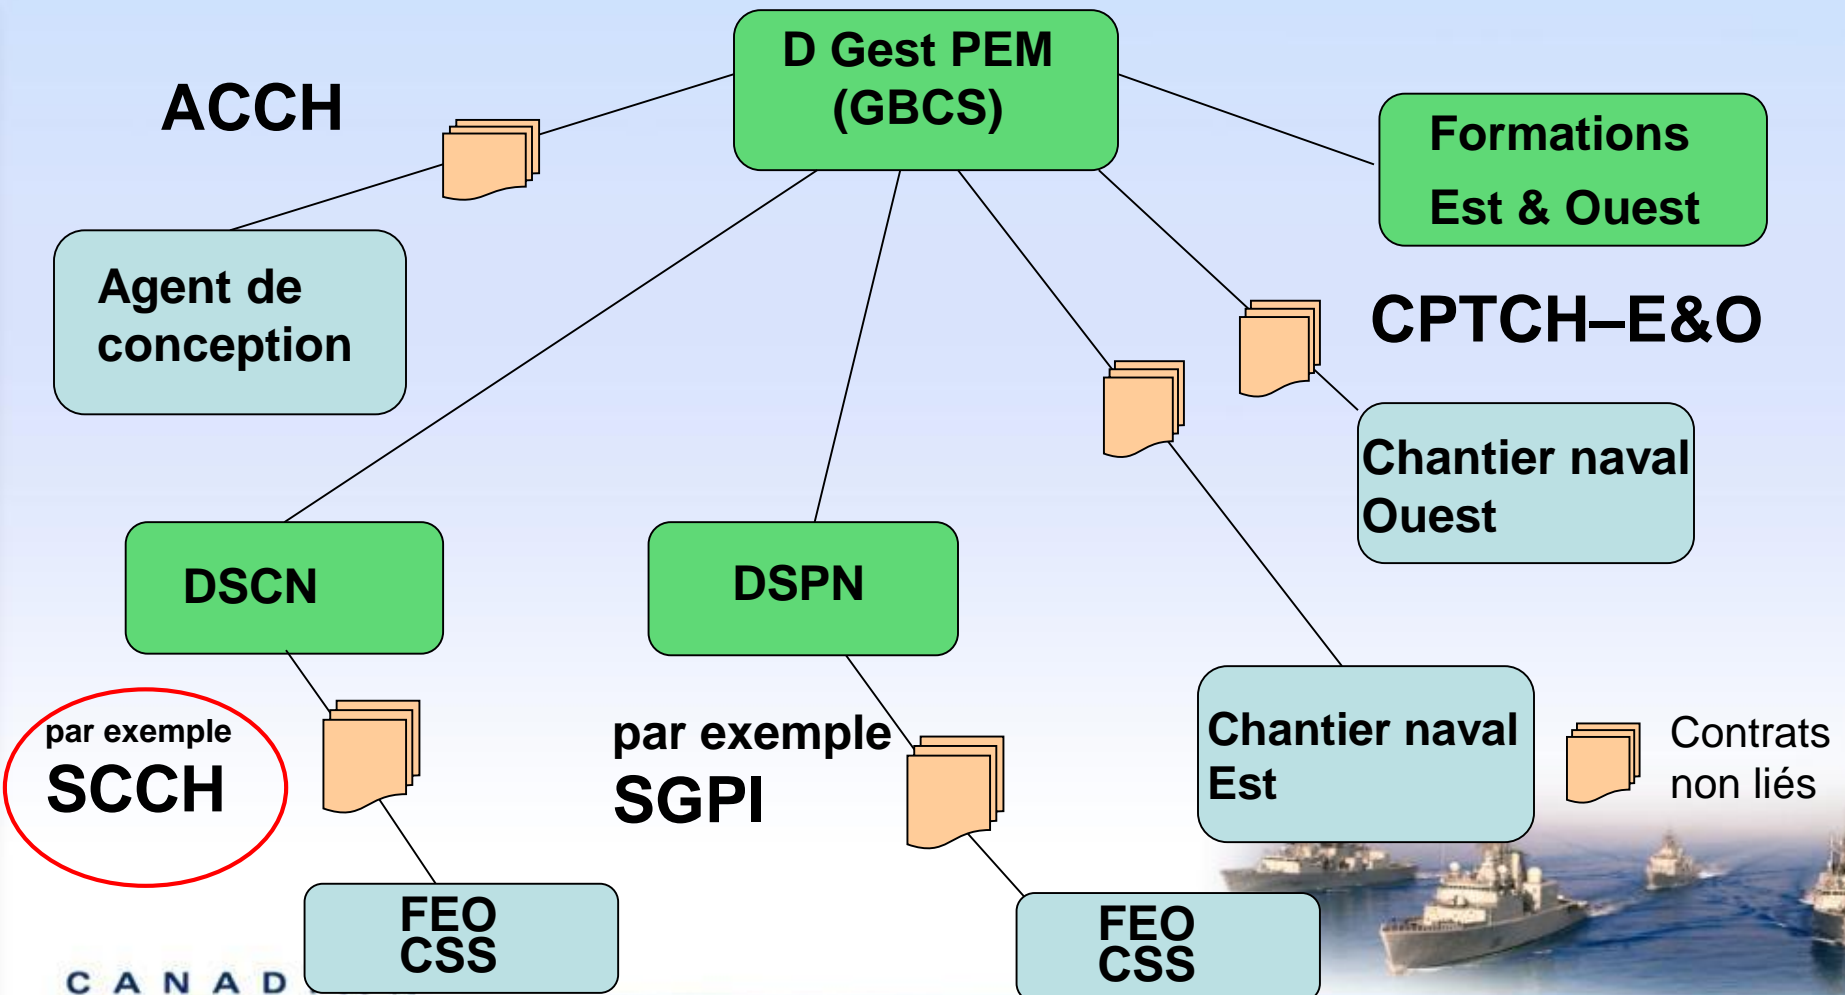 D Gest PEM
(GBCS)
ACCH
Formations
Est & Ouest
Agent de
conception
CPTCH–E&O
Chantier naval
Ouest
DSCN
DSPN
par exemple
SCCH
par exemple
SGPI
Chantier naval
Est
Contrats
non liés
FEO
CSS
FEO
CSS